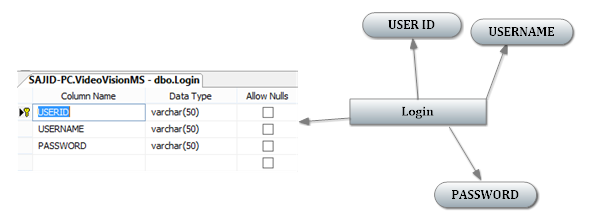 USER ID
USERNAME
SAJID-PC.VideoVisionMS - dbo.Login
Column Name Data Type Allow Nulls
USERID varchar(50)
USERNAME varchar(50)
PASSWORD varchar(50)
Login
PASSWORD